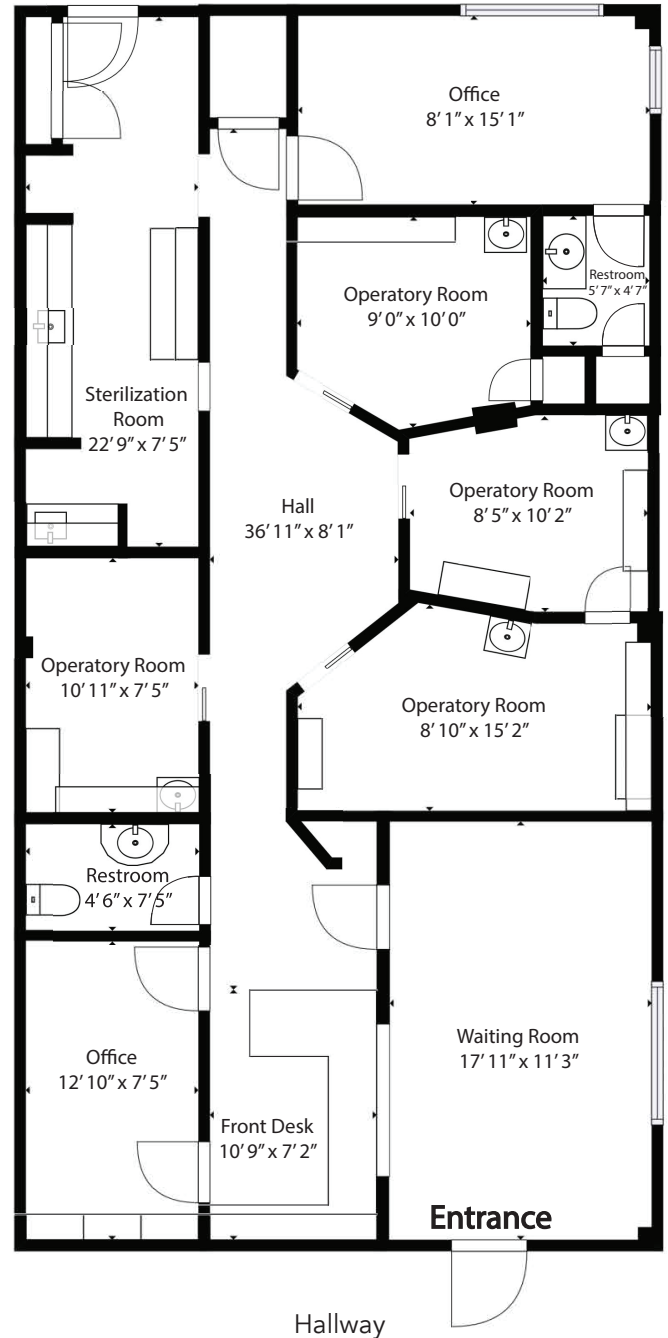 Office
8' 1" x 15' 1"
Operatory Room
9' 0" x 10' 0"
Restroom
5' 7" x 4' 7"
Sterilization
Room
22' 9" x 7' 5"
Hall
36' 11" x 8' 1"
Operatory Room
8' 5" x 10' 2"
Operatory Room
10' 11" x 7' 5"
Operatory Room
8' 10" x 15' 2"
Restroom
4' 6" x 7' 5"
Office
12' 10" x 7' 5"
Waiting Room
17' 11" x 11' 3"
Front Desk
10' 9" x 7' 2"
Entrance
Hallway